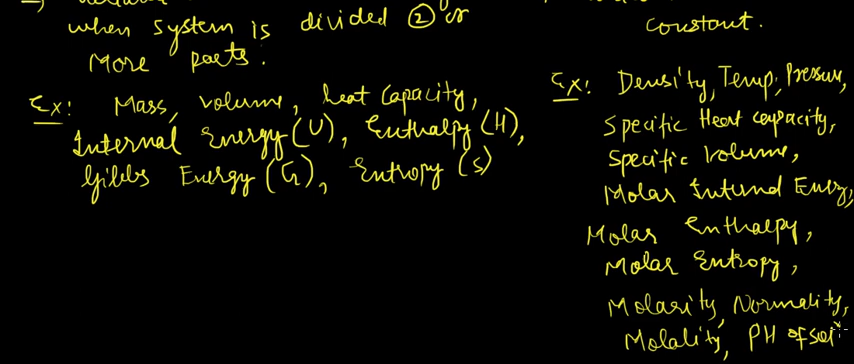 when system is divided ② or
More parts.
Ex: Mass, volume, heat capacity,
Internal Energy (U), Enthalpy (H),
Gibbs Energy (G), Entropy (S)
constant.
Ex: Density, Temp, Pressure,
Specific Heat capacity,
Specific Volume,
Molar Internal Energy,
Molar Enthalpy,
Molar Entropy,
Molarity, Normality,
Molality, PH of sol